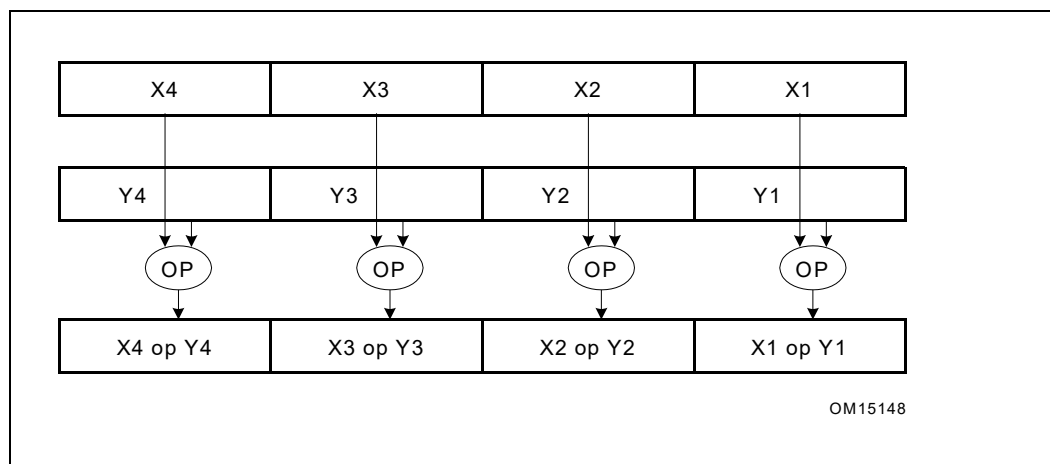 X4 X3 X2 X1
Y4 Y3 Y2 Y1
OP OP OP OP
X4 op Y4 X3 op Y3 X2 op Y2 X1 op Y1
OM15148